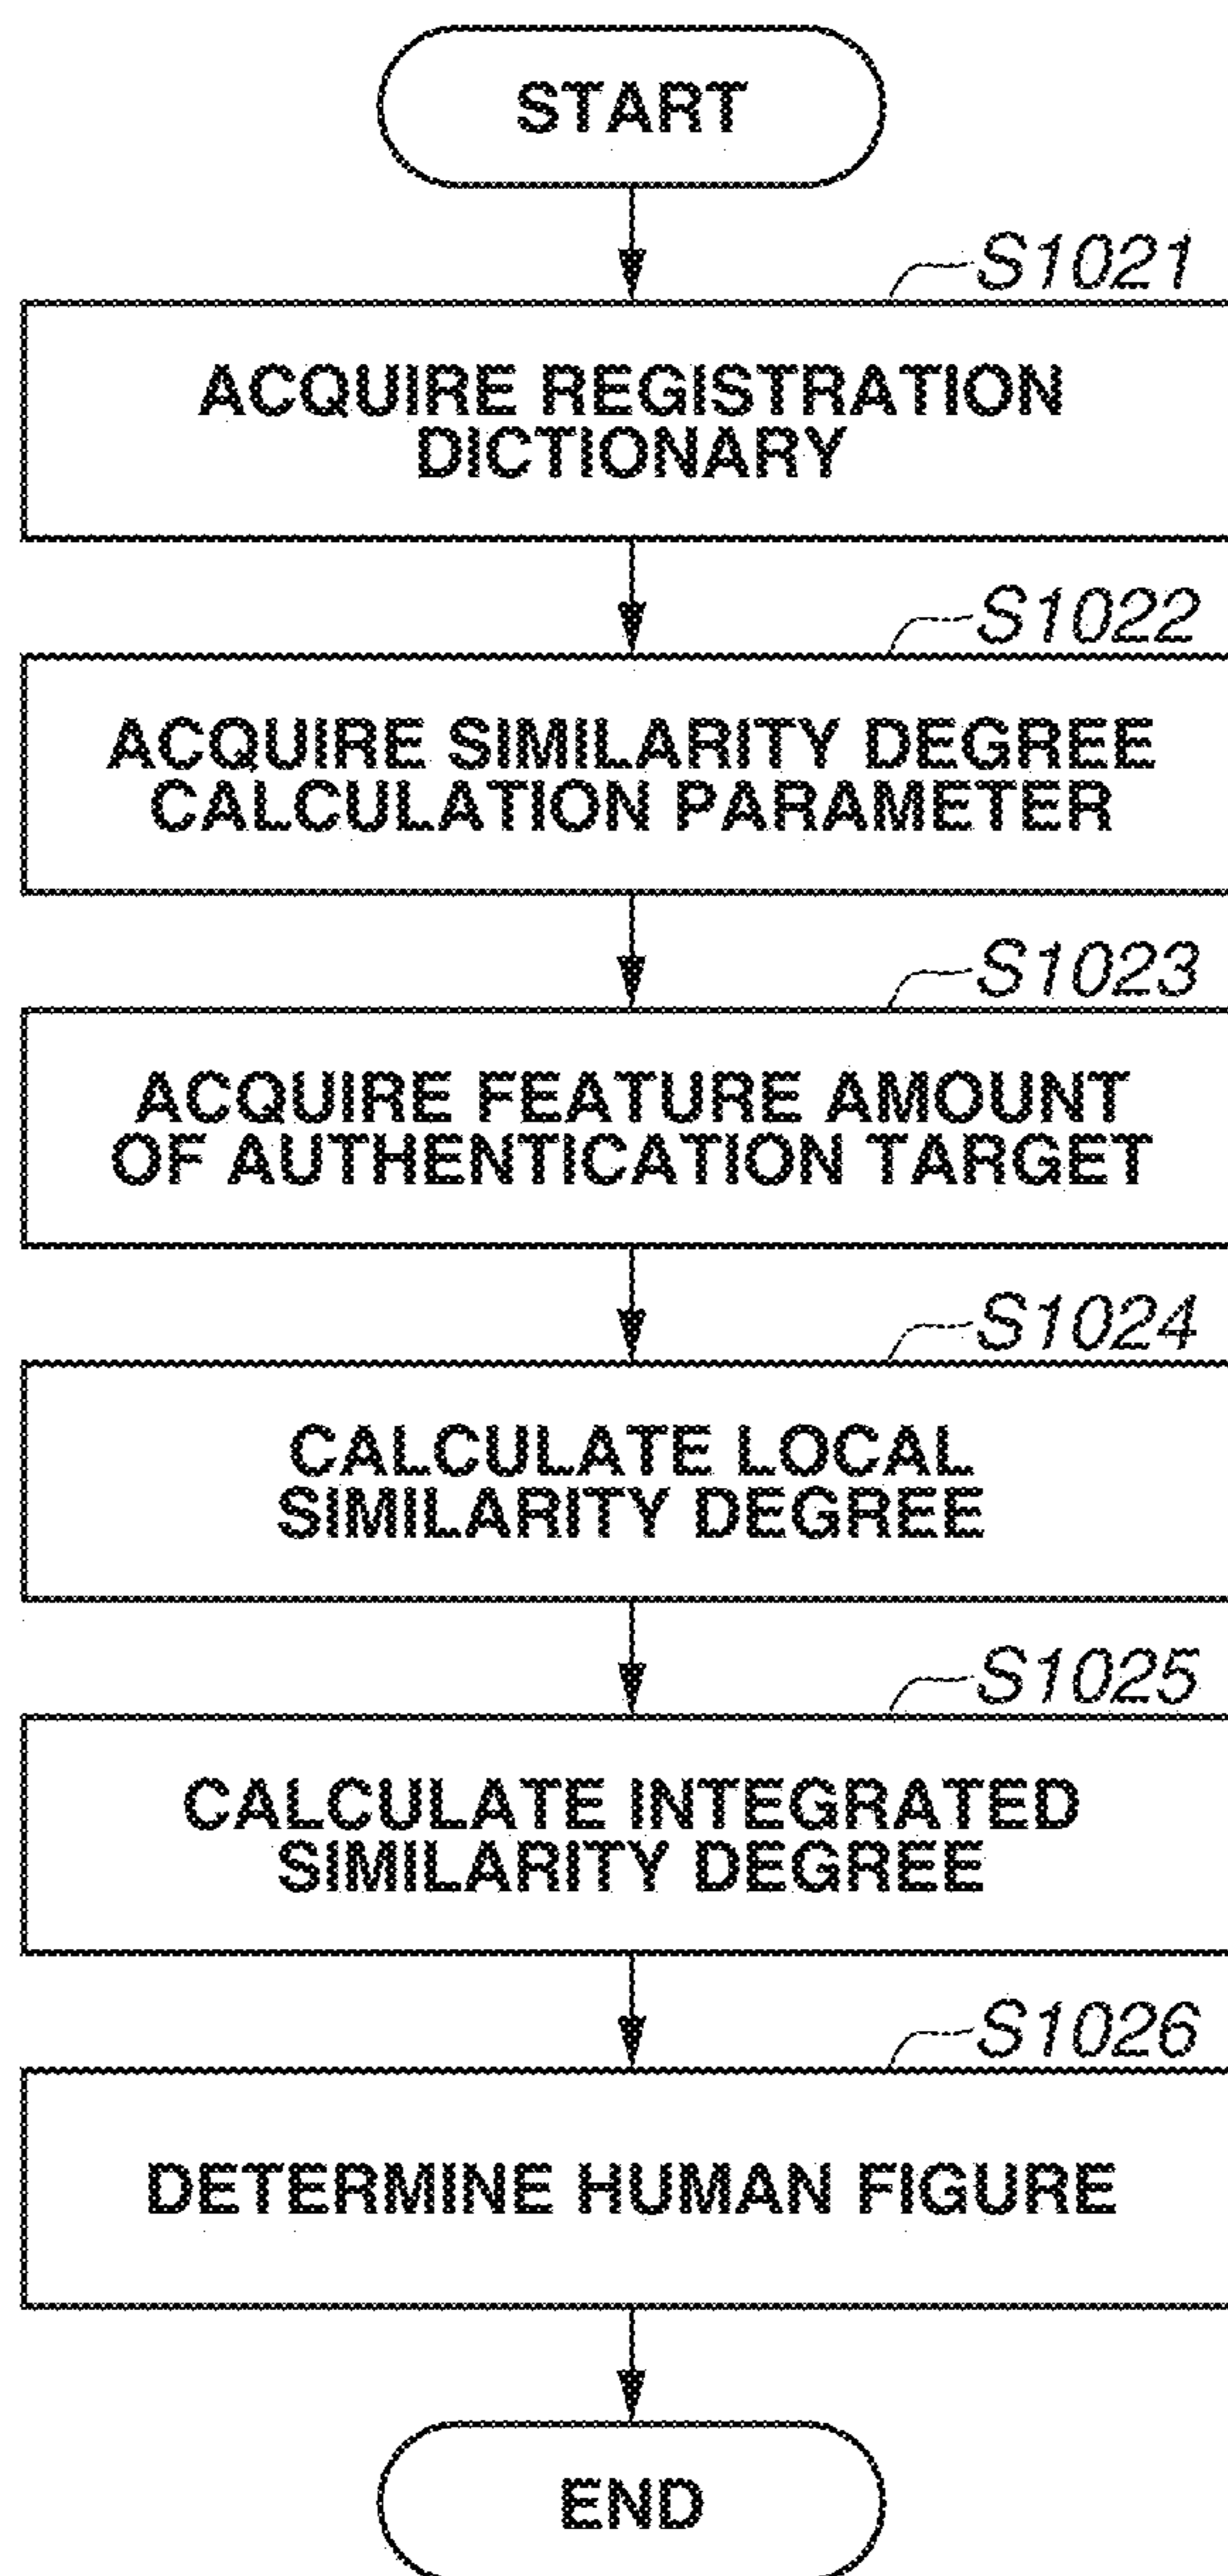 START
S1021
ACQUIRE REGISTRATION
DICTIONARY
S1022
ACQUIRE SIMILARITY DEGREE
CALCULATION PARAMETER
S1023
ACQUIRE FEATURE AMOUNT
OF AUTHENTICATION TARGET
S1024
CALCULATE LOCAL
SIMILARITY DEGREE
S1025
CALCULATE INTEGRATED
SIMILARITY DEGREE
S1026
DETERMINE HUMAN FIGURE
END